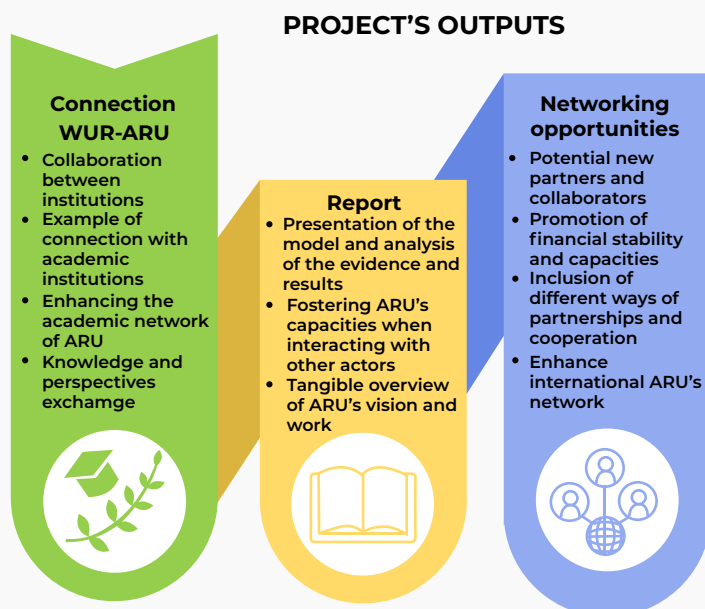 PROJECT'S OUTPUTS
Connection
WUR-ARU
• Collaboration
between
institutions
• Example of
connection with
academic
institutions
• Enhancing the
academic network
of ARU
• Knowledge and
perspectives
exchamge
Report
• Presentation of the
model and analysis
of the evidence and
results
• Fostering ARU's
capacities when
interacting with
other actors
• Tangible overview
of ARU's vision and
work
Networking
opportunities
• Potential new
partners and
collaborators
• Promotion of
financial stability
and capacities
• Inclusion of
different ways of
partnerships and
cooperation
• Enhance
international ARU's
network